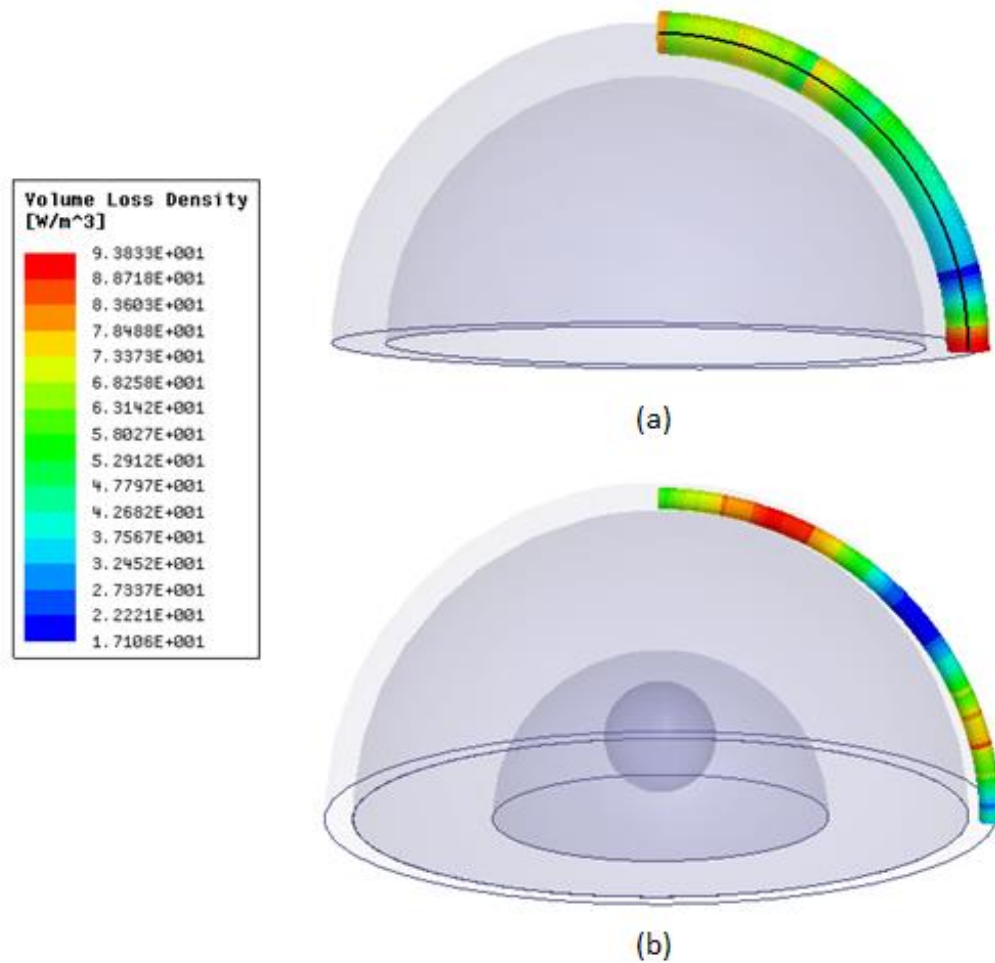 Volume Loss Density
[W/m^3]
9.3833E+001
8.8718E+001
8.3603E+001
7.8488E+001
7.3373E+001
6.8258E+001
6.3142E+001
5.8027E+001
5.2912E+001
4.7797E+001
4.2682E+001
3.7567E+001
3.2452E+001
2.7337E+001
2.2221E+001
1.7106E+001
(a)
(b)